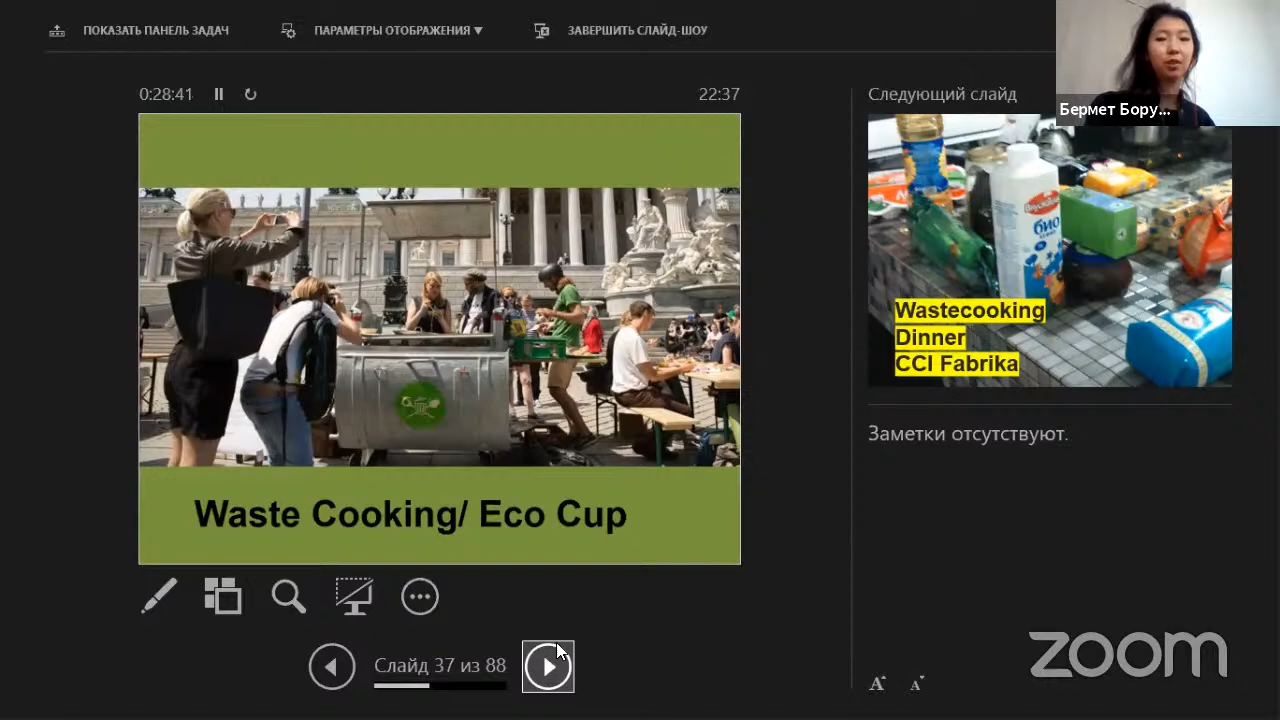 ПОКАЗАТЬ ПАНЕЛЬ ЗАДАЧ
ПАРАМЕТРЫ ОТОБРАЖЕНИЯ
ЗАВЕРШИТЬ СЛАЙД-ШОУ
Бермет Бору...
0:28:41
22:37
Следующий слайд
био
Wastecooking
Dinner
CCI Fabrika
Заметки отсутствуют.
Waste Cooking/ Eco Cup
Слайд 37 из 88
zoom